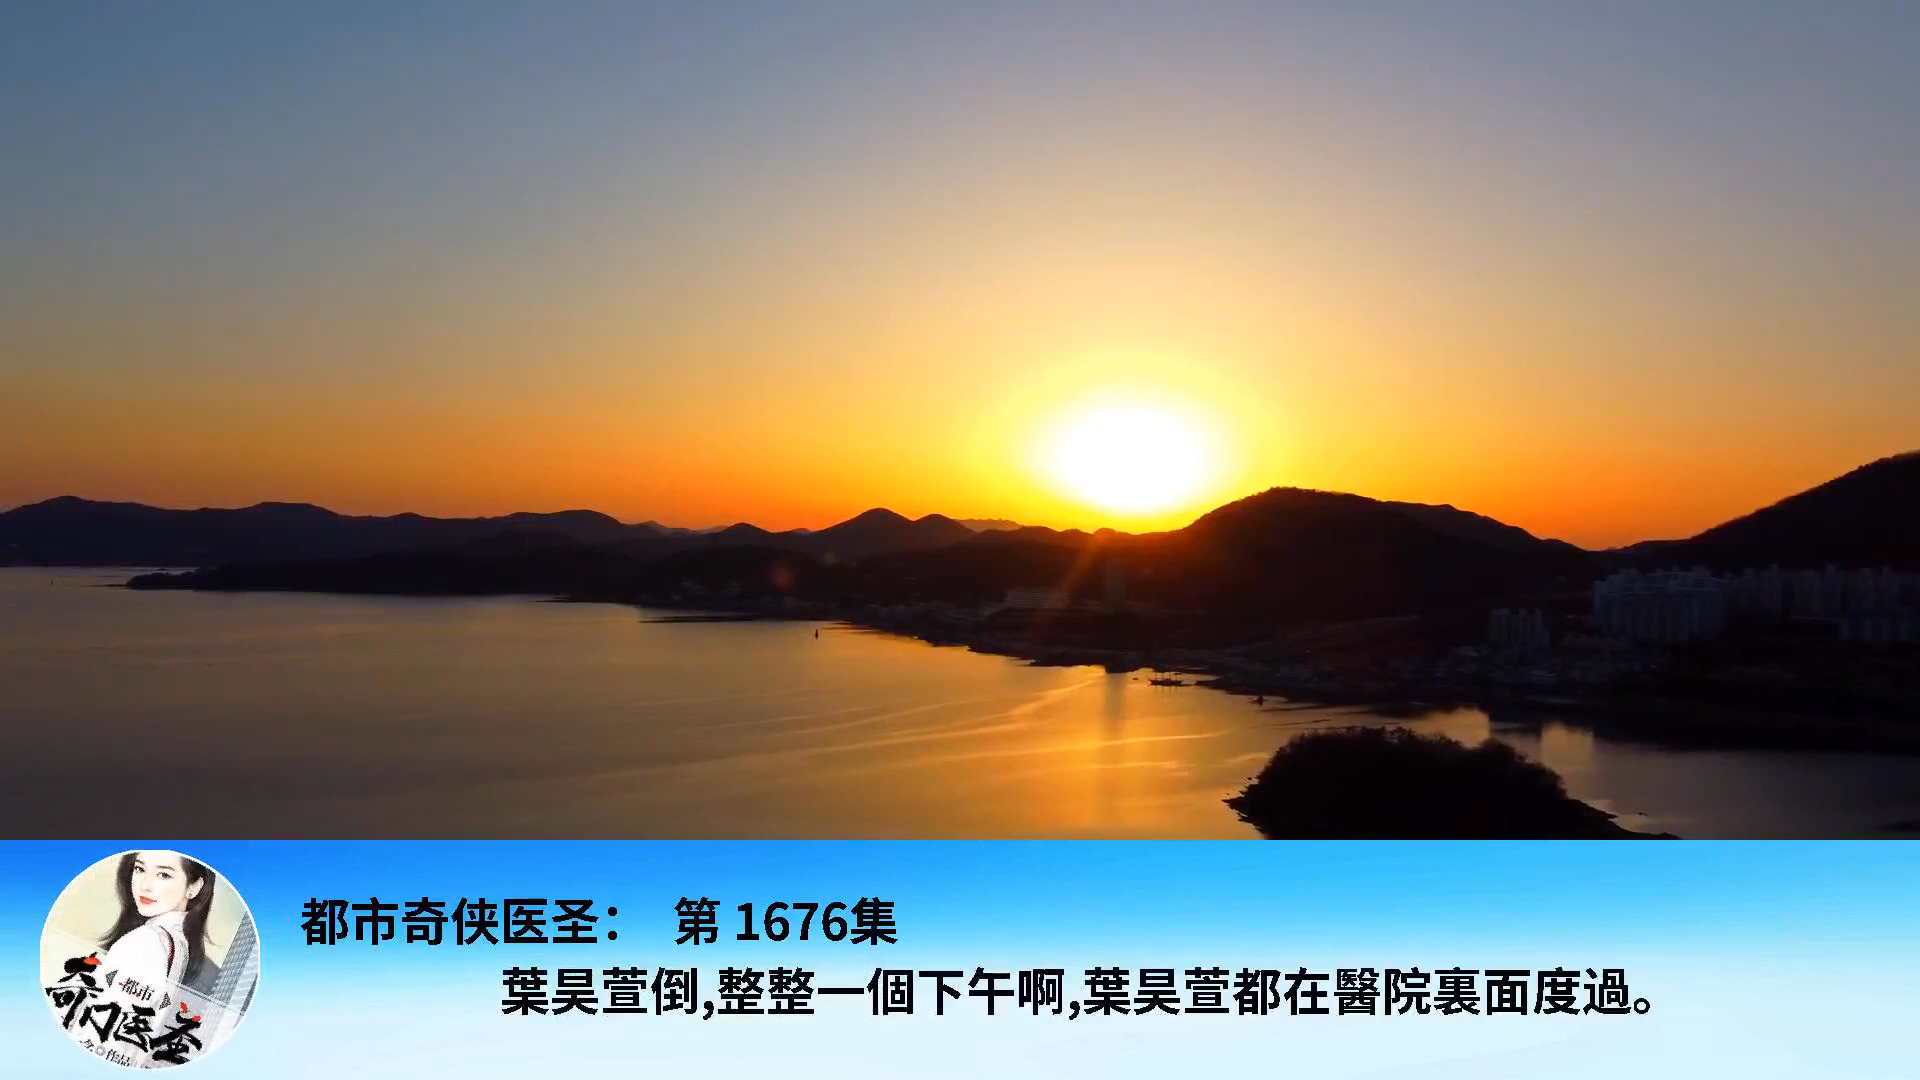 都市奇侠医圣： 第 1676集
葉昊萱倒,整整一個下午啊,葉昊萱都在醫院裏面度過。
都市
奇门医圣
作品